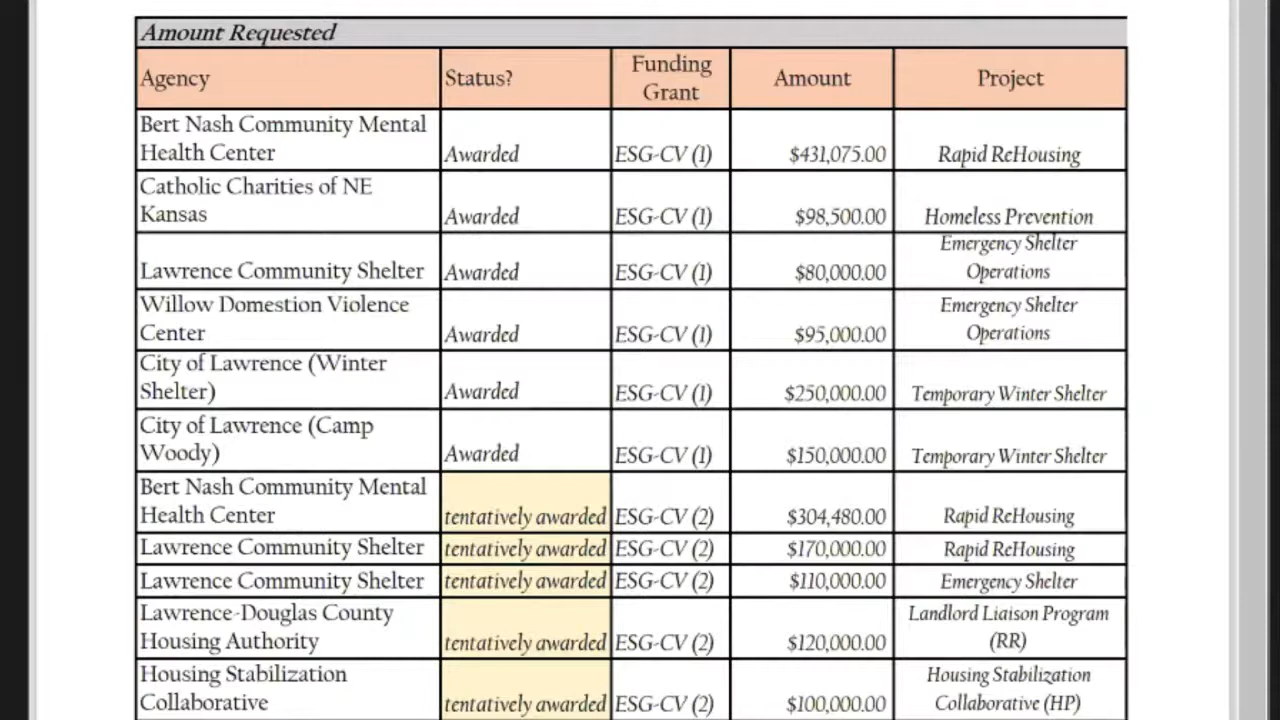 Amount Requested
Agency Status? Funding Grant Amount Project
Bert Nash Community Mental
Health Center Awarded ESG-CV (1) $431,075.00 Rapid ReHousing
Catholic Charities of NE
Kansas Awarded ESG-CV (1) $98,500.00 Homeless Prevention
Lawrence Community Shelter Awarded ESG-CV (1) $80,000.00 Emergency Shelter Operations
Willow Domestion Violence
Center Awarded ESG-CV (1) $95,000.00 Emergency Shelter Operations
City of Lawrence (Winter
Shelter) Awarded ESG-CV (1) $250,000.00 Temporary Winter Shelter
City of Lawrence (Camp
Woody) Awarded ESG-CV (1) $150,000.00 Temporary Winter Shelter
Bert Nash Community Mental
Health Center tentatively awarded ESG-CV (2) $304,480.00 Rapid ReHousing
Lawrence Community Shelter tentatively awarded ESG-CV (2) $170,000.00 Rapid ReHousing
Lawrence Community Shelter tentatively awarded ESG-CV (2) $110,000.00 Emergency Shelter
Lawrence-Douglas County
Housing Authority tentatively awarded ESG-CV (2) $120,000.00 Landlord Liaison Program (RR)
Housing Stabilization
Collaborative tentatively awarded ESG-CV (2) $100,000.00 Housing Stabilization Collaborative (HP)